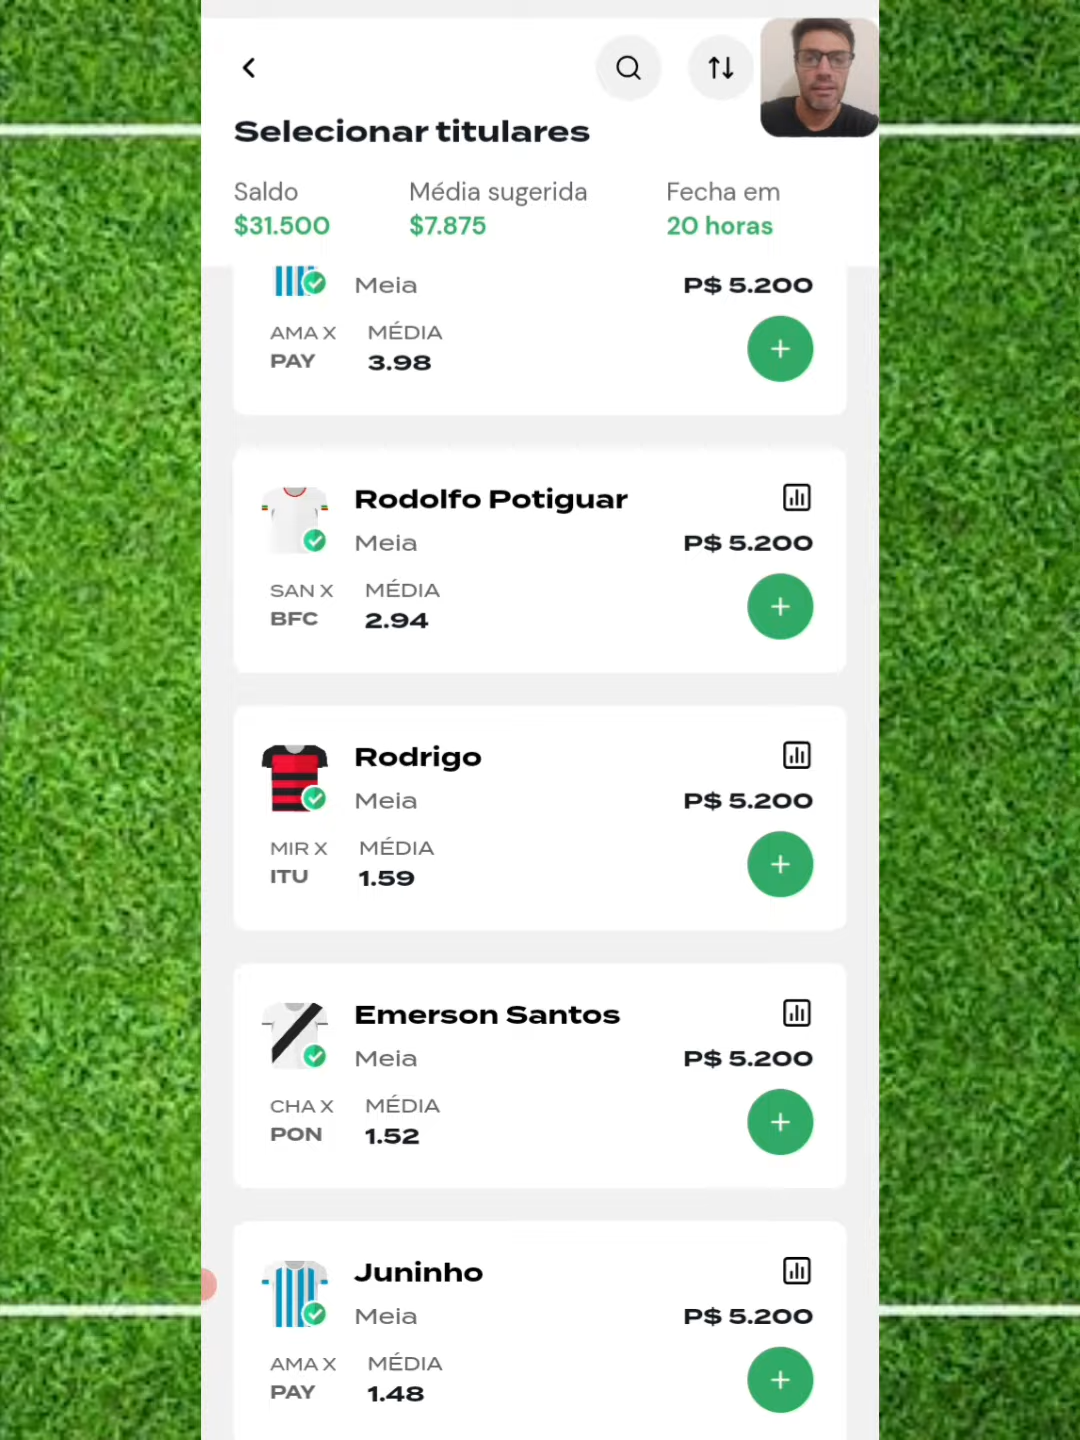 Selecionar titulares
Saldo Média sugerida Fecha em
$31.500 $7.875 20 horas
Meia P$ 5.200
AMA X MÉDIA
PAY 3.98
Rodolfo Potiguar
Meia P$ 5.200
SAN X MÉDIA
BFC 2.94
Rodrigo
Meia P$ 5.200
MIR X MÉDIA
ITU 1.59
Emerson Santos
Meia P$ 5.200
CHA X MÉDIA
PON 1.52
Juninho
Meia P$ 5.200
AMA X MÉDIA
PAY 1.48